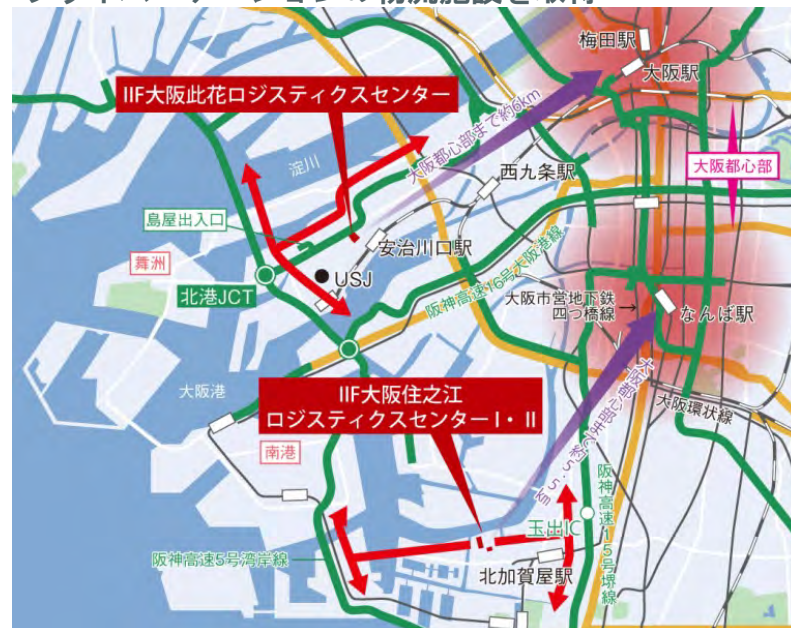 の物流施設を取得
梅田駅
大阪駅
IIF大阪此花ロジスティクスセンター
大阪都心部まで約6km
淀川
西九条駅
大阪都心部
島屋出入口
安治川口駅
舞洲
USJ
北港JCT
阪神高速16号大阪港線
大阪市営地下鉄
四つ橋線→
なんば駅
大阪港
IIF大阪住之江
ロジスティクスセンターI・II
大阪都心部まで約5.5km
大阪環状線
南港
阪神高速15号堺線
玉出IC
阪神高速5号湾岸線
北加賀屋駅